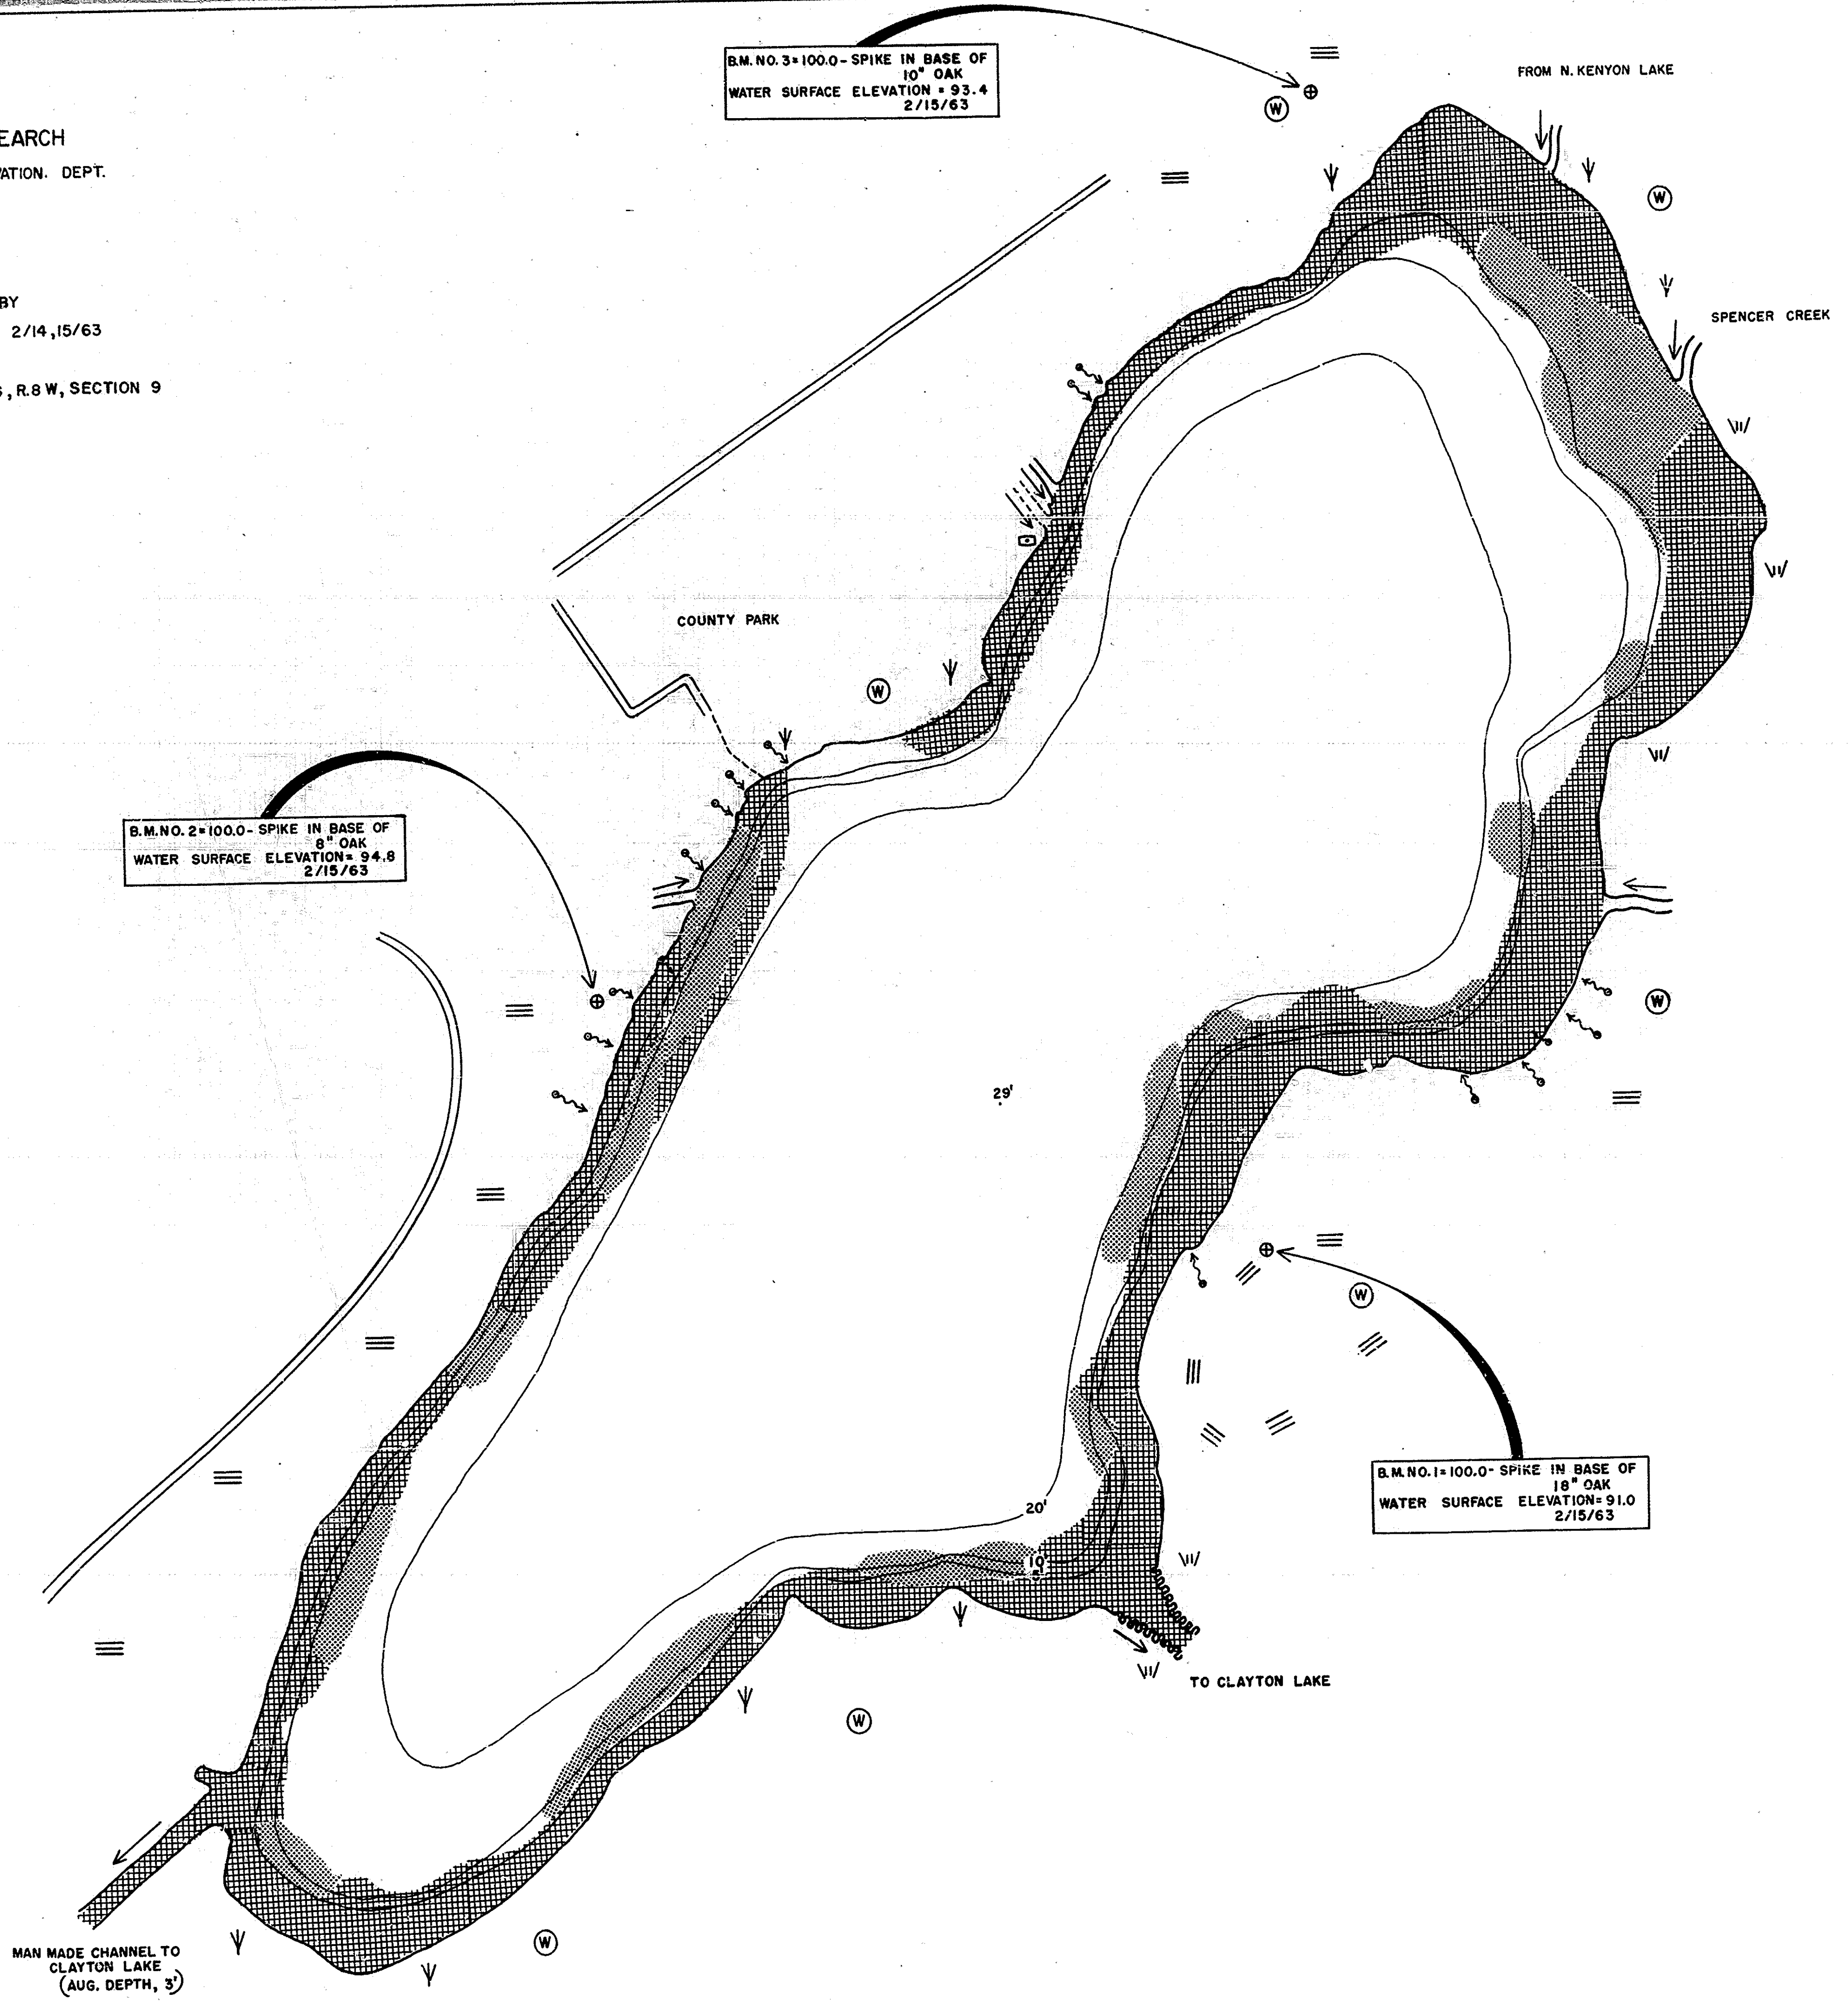 B.M. NO. 3=100.0- SPIKE IN BASE OF
10" OAK
WATER SURFACE ELEVATION = 93.4
2/15/63
FROM N. KENYON LAKE
EARCH
ATION. DEPT.
W
W
BY
2/14,15/63
SPENCER CREEK
, R.8 W, SECTION 9
COUNTY PARK
W
B.M. NO. 2=100.0- SPIKE IN BASE OF
8" OAK
WATER SURFACE ELEVATION= 94.8
2/15/63
W
29'
W
B.M. NO. 1=100.0- SPIKE IN BASE OF
18" OAK
WATER SURFACE ELEVATION= 91.0
2/15/63
20'
10'
5'
TO CLAYTON LAKE
W
W
MAN MADE CHANNEL TO
CLAYTON LAKE
(AUG. DEPTH, 3')